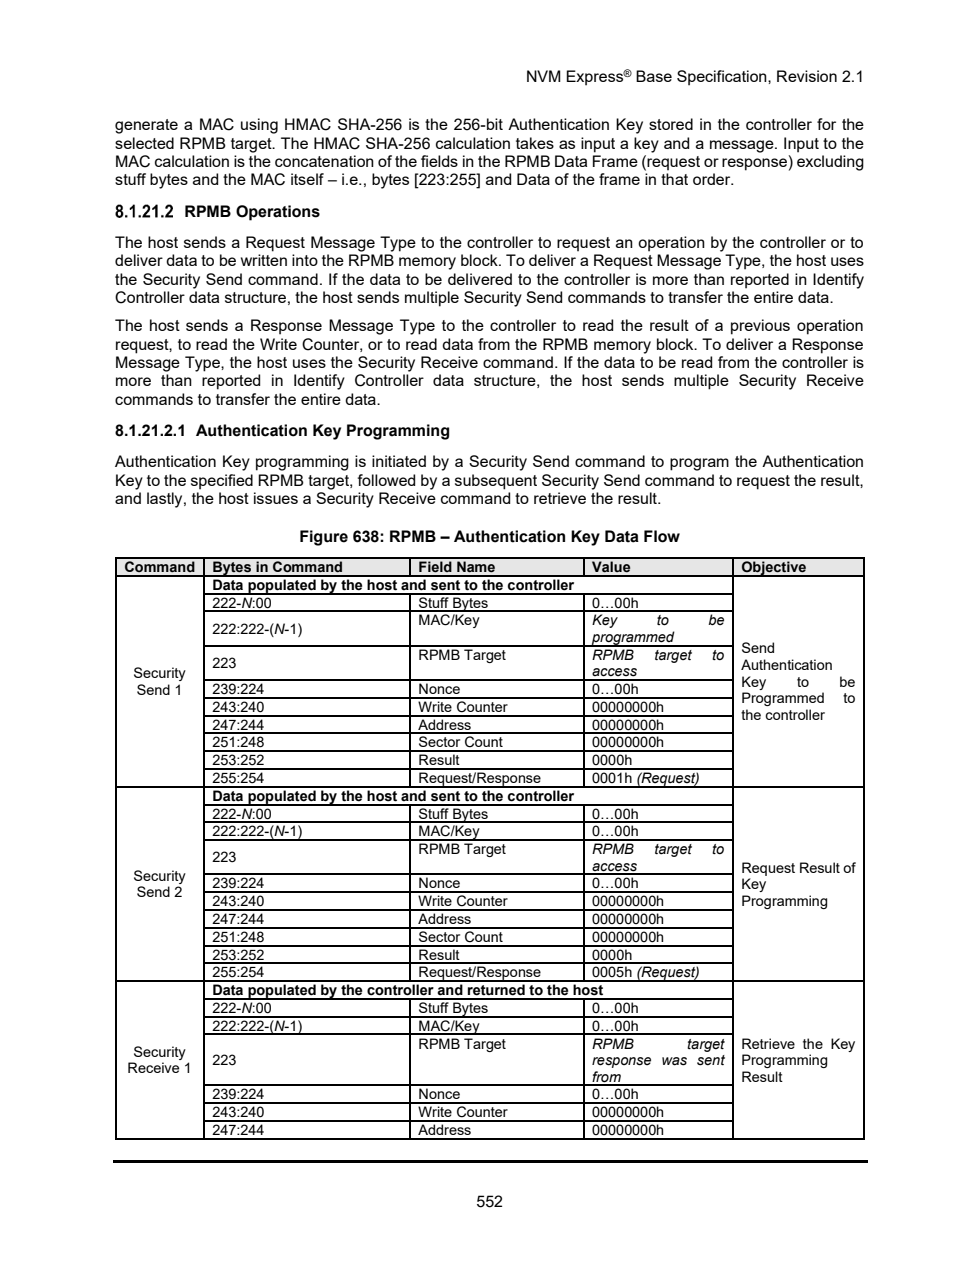 NVM Express® Base Specification, Revision 2.1
generate a MAC using HMAC SHA-256 is the 256-bit Authentication Key stored in the controller for the
selected RPMB target. The HMAC SHA-256 calculation takes as input a key and a message. Input to the
MAC calculation is the concatenation of the fields in the RPMB Data Frame (request or response) excluding
stuff bytes and the MAC itself – i.e., bytes [223:255] and Data of the frame in that order.
8.1.21.2 RPMB Operations
The host sends a Request Message Type to the controller to request an operation by the controller or to
deliver data to be written into the RPMB memory block. To deliver a Request Message Type, the host uses
the Security Send command. If the data to be delivered to the controller is more than reported in Identify
Controller data structure, the host sends multiple Security Send commands to transfer the entire data.
The host sends a Response Message Type to the controller to read the result of a previous operation
request, to read the Write Counter, or to read data from the RPMB memory block. To deliver a Response
Message Type, the host uses the Security Receive command. If the data to be read from the controller is
more than reported in Identify Controller data structure, the host sends multiple Security Receive
commands to transfer the entire data.
8.1.21.2.1 Authentication Key Programming
Authentication Key programming is initiated by a Security Send command to program the Authentication
Key to the specified RPMB target, followed by a subsequent Security Send command to request the result,
and lastly, the host issues a Security Receive command to retrieve the result.
Figure 638: RPMB – Authentication Key Data Flow
Command Bytes in Command Field Name Value Objective
Security
Send 1
Data populated by the host and sent to the controller
222-N:00 Stuff Bytes 0…00h
222:222-(N-1) MAC/Key Key to be
programmed
223 RPMB Target RPMB target to
access
239:224 Nonce 0…00h
243:240 Write Counter 00000000h
247:244 Address 00000000h
251:248 Sector Count 00000000h
253:252 Result 0000h
255:254 Request/Response 0001h (Request)
Send
Authentication
Key to be
Programmed to
the controller
Security
Send 2
Data populated by the host and sent to the controller
222-N:00 Stuff Bytes 0…00h
222:222-(N-1) MAC/Key 0…00h
223 RPMB Target RPMB target to
access
239:224 Nonce 0…00h
243:240 Write Counter 00000000h
247:244 Address 00000000h
251:248 Sector Count 00000000h
253:252 Result 0000h
255:254 Request/Response 0005h (Request)
Request Result of
Key
Programming
Security
Receive 1
Data populated by the controller and returned to the host
222-N:00 Stuff Bytes 0…00h
222:222-(N-1) MAC/Key 0…00h
223 RPMB Target RPMB target
response was sent
from
239:224 Nonce 0…00h
243:240 Write Counter 00000000h
247:244 Address 00000000h
Retrieve the Key
Programming
Result
552